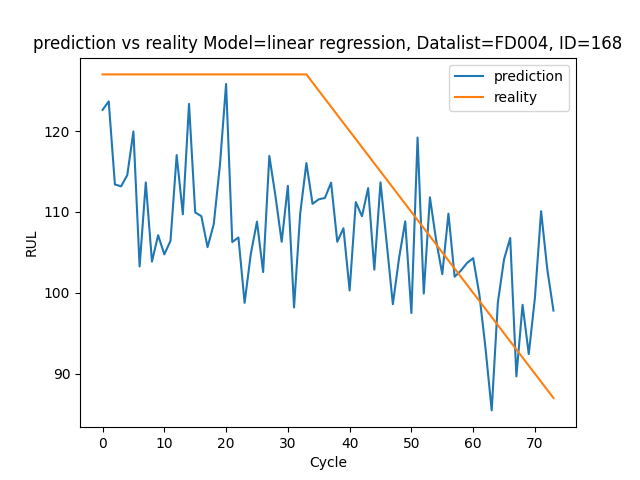 prediction vs reality Model=linear regression, Datalist=FD004, ID=168
prediction
reality
RUL
120
110
100
90
0 10 20 30 40 50 60 70
Cycle